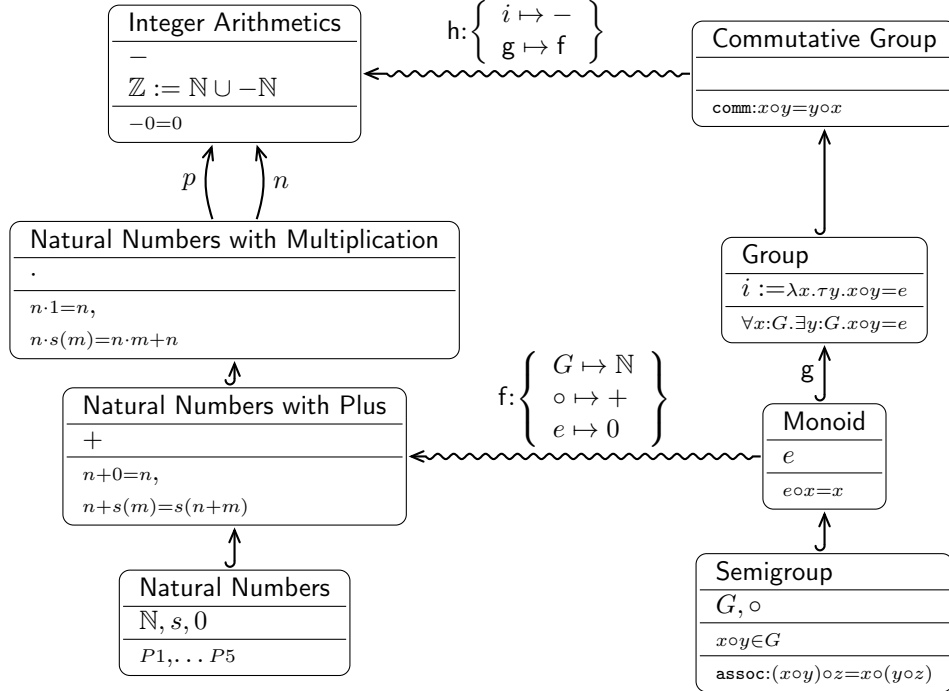 Integer Arithmetics
−
ℤ := ℕ ∪ −ℕ
−0=0
h: { i ↦ −
g ↦ f }
Commutative Group
comm:x∘y=y∘x
p
n
Natural Numbers with Multiplication
·
n·1=n,
n·s(m)=n·m+n
Group
i := λx.τy.x∘y=e
∀x:G.∃y:G.x∘y=e
g
f: { G ↦ ℕ
∘ ↦ +
e ↦ 0 }
Natural Numbers with Plus
+
n+0=n,
n+s(m)=s(n+m)
Monoid
e
e∘x=x
Natural Numbers
ℕ, s, 0
P1,… P5
Semigroup
G, ∘
x∘y∈G
assoc:(x∘y)∘z=x∘(y∘z)